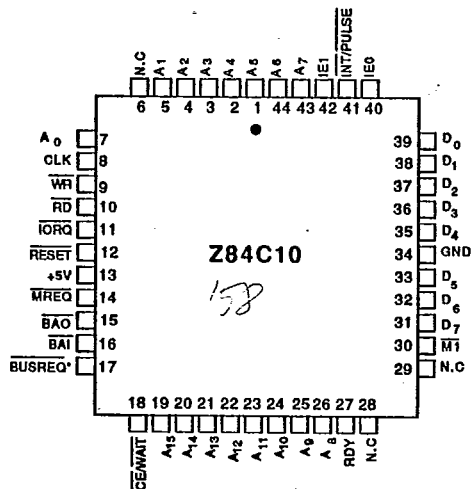 N.C A1 A2 A3 A4 A5 A6 A7 IE1 INT/PULSE IE0
6 5 4 3 2 1 44 43 42 41 40
A0 7
CLK 8
WR 9
RD 10
IORQ 11
RESET 12
+5V 13
MREQ 14
BAO 15
BAI 16
BUSREQ* 17
Z84C10
158
39 D0
38 D1
37 D2
36 D3
35 D4
34 GND
33 D5
32 D6
31 D7
30 M1
29 N.C
18 19 20 21 22 23 24 25 26 27 28
CE/WAIT A15 A14 A13 A12 A11 A10 A9 A8 RDY N.C